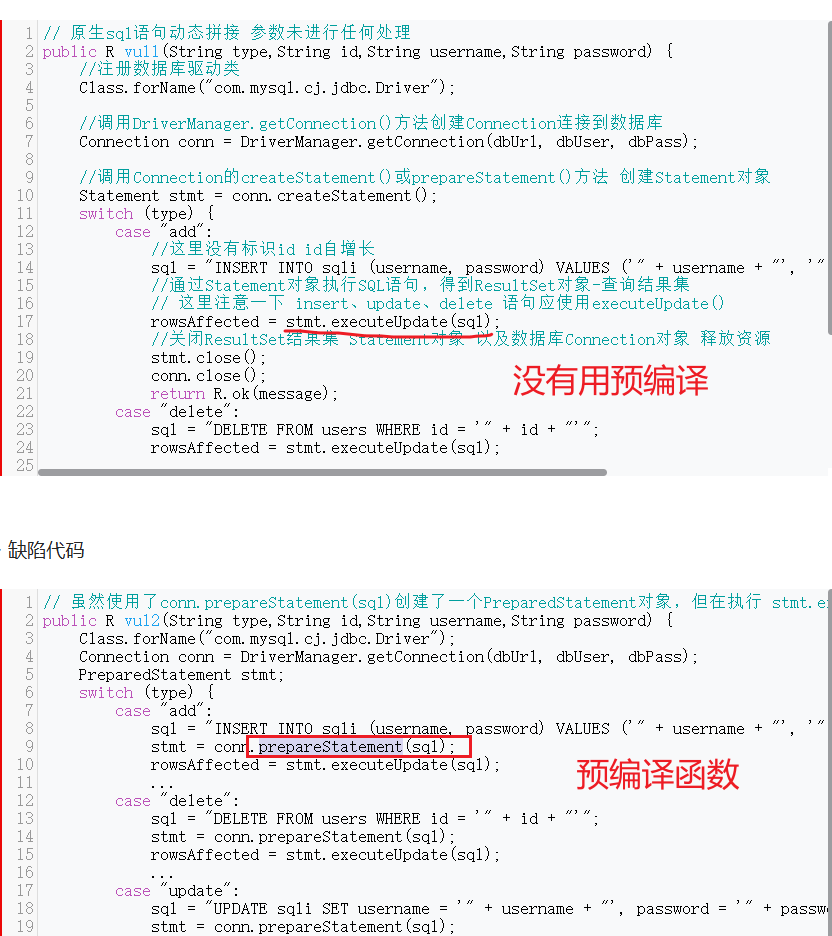 1 // 原生sql语句动态拼接 参数未进行任何处理
2 public R vul1(String type,String id,String username,String password) {
3 //注册数据库驱动类
4 Class.forName("com.mysql.cj.jdbc.Driver");
5
6 //调用DriverManager.getConnection()方法创建Connection连接到数据库
7 Connection conn = DriverManager.getConnection(dbUrl, dbUser, dbPass);
8
9 //调用Connection的createStatement()或prepareStatement()方法 创建Statement对象
10 Statement stmt = conn.createStatement();
11 switch (type) {
12 case "add":
13 //这里没有标识id id自增长
14 sql = "INSERT INTO sqli (username, password) VALUES ('" + username + "', '"
15 //通过Statement对象执行SQL语句，得到ResultSet对象-查询结果集
16 // 这里注意一下 insert、update、delete 语句应使用executeUpdate()
17 rowsAffected = stmt.executeUpdate(sql);
18 //关闭ResultSet结果集 Statement对象 以及数据库Connection对象 释放资源
19 stmt.close();
20 conn.close();
没有用预编译
21 return R.ok(message);
22 case "delete":
23 sql = "DELETE FROM users WHERE id = '" + id + "'";
24 rowsAffected = stmt.executeUpdate(sql);
25
缺陷代码
1 // 虽然使用了conn.prepareStatement(sql)创建了一个PreparedStatement对象，但在执行 stmt.e
2 public R vul2(String type,String id,String username,String password) {
3 Class.forName("com.mysql.cj.jdbc.Driver");
4 Connection conn = DriverManager.getConnection(dbUrl, dbUser, dbPass);
5 PreparedStatement stmt;
6 switch (type) {
7 case "add":
8 sql = "INSERT INTO sqli (username, password) VALUES ('" + username + "', '"
9 stmt = conn.prepareStatement(sql);
10 rowsAffected = stmt.executeUpdate(sql);
预编译函数
11 ...
12 case "delete":
13 sql = "DELETE FROM users WHERE id = '" + id + "'";
14 stmt = conn.prepareStatement(sql);
15 rowsAffected = stmt.executeUpdate(sql);
16 ...
17 case "update":
18 sql = "UPDATE sqli SET username = '" + username + "', password = '" + passw
19 stmt = conn.prepareStatement(sql);